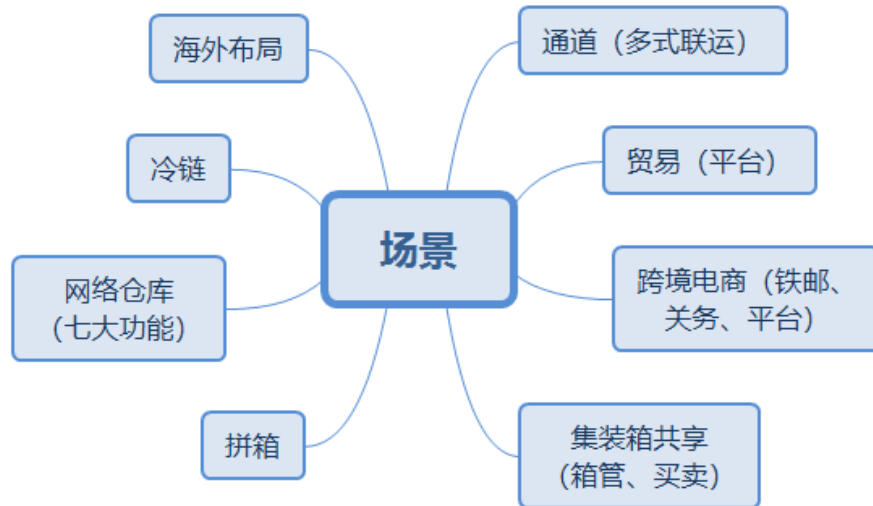 海外布局
通道（多式联运）
冷链
贸易（平台）
场景
网络仓库
（七大功能）
跨境电商（铁邮、
关务、平台）
拼箱
集装箱共享
（箱管、买卖）